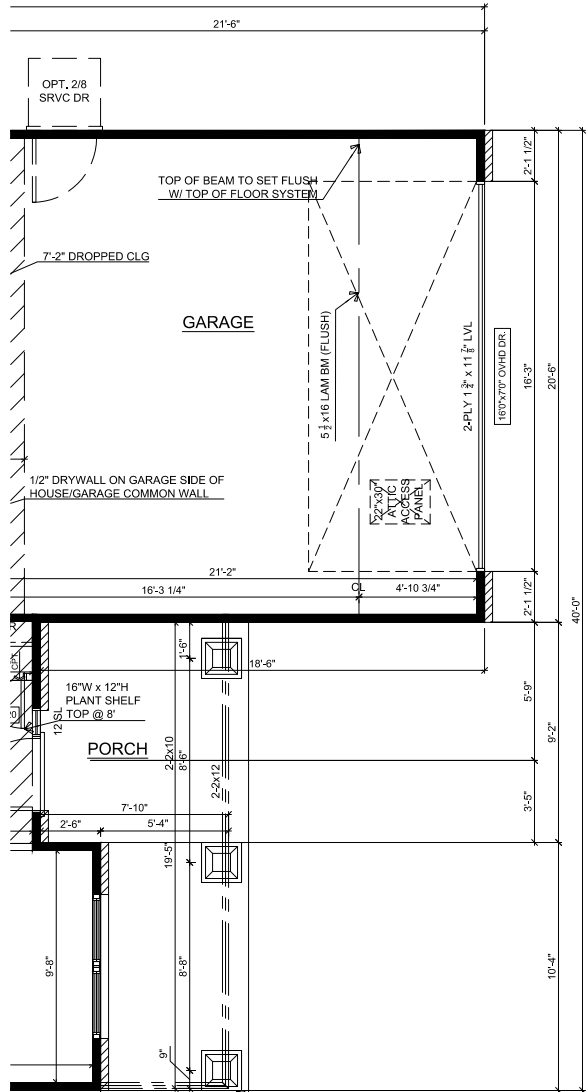 21'-6"
OPT. 2/8
SRVC DR
2'-1 1/2"
TOP OF BEAM TO SET FLUSH
W/ TOP OF FLOOR SYSTEM
7'-2" DROPPED CLG
GARAGE
5 1/2 x16 LAM BM (FLUSH)
2-PLY 1 3/4" x 11 7/8" LVL
16'0"x7'0" OVHD DR.
16'-3"
20'-6"
22"x30"
ATTIC
ACCESS
PANEL
1/2" DRYWALL ON GARAGE SIDE OF
HOUSE/GARAGE COMMON WALL
21'-2"
16'-3 1/4"
CL
4'-10 3/4"
2'-1 1/2"
40'-0"
1'-6"
18'-6"
CPT
16"W x 12"H
PLANT SHELF
TOP @ 8'
12 SL
PORCH
2-2x10
8'-6"
2-2x12
5'-9"
9'-2"
3'-5"
7'-10"
2'-6"
5'-4"
19'-5"
9'-8"
8'-8"
10'-4"
9"